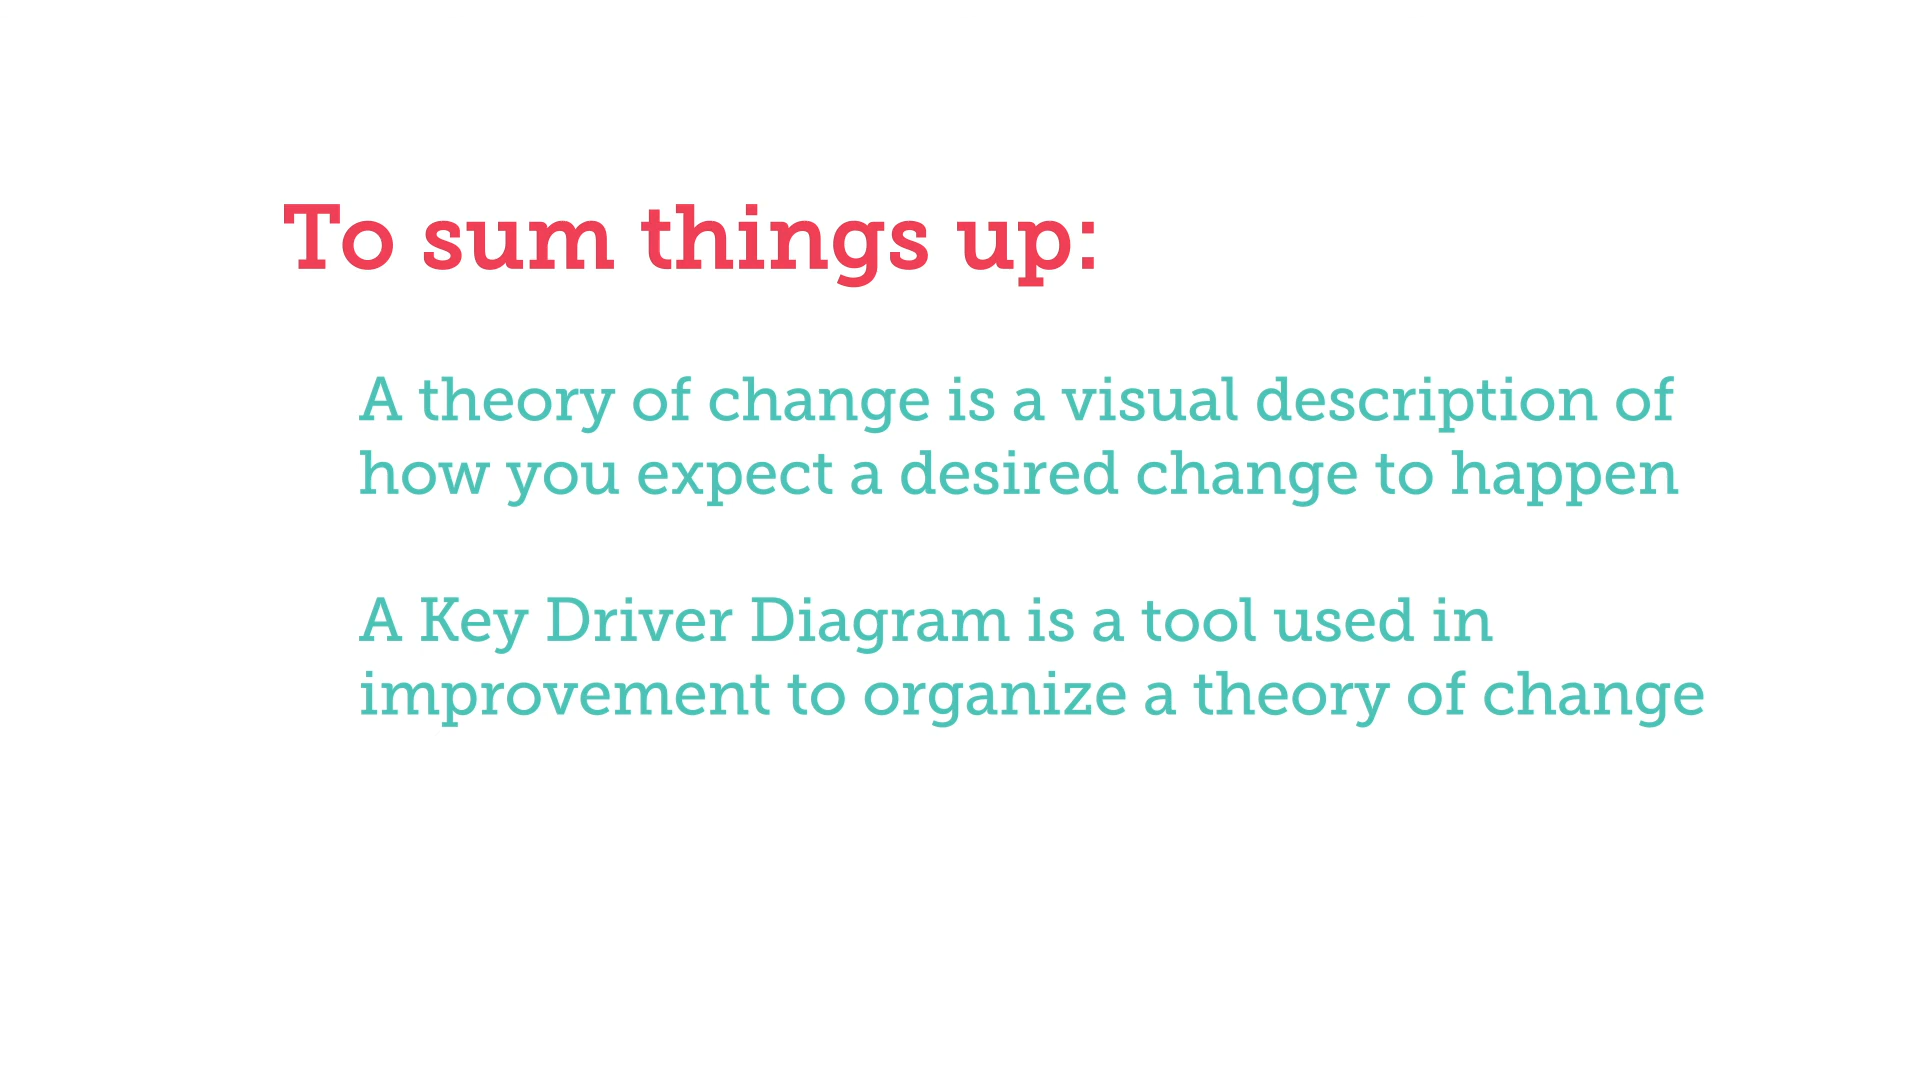 To sum things up:
A theory of change is a visual description of
how you expect a desired change to happen
A Key Driver Diagram is a tool used in
improvement to organize a theory of change